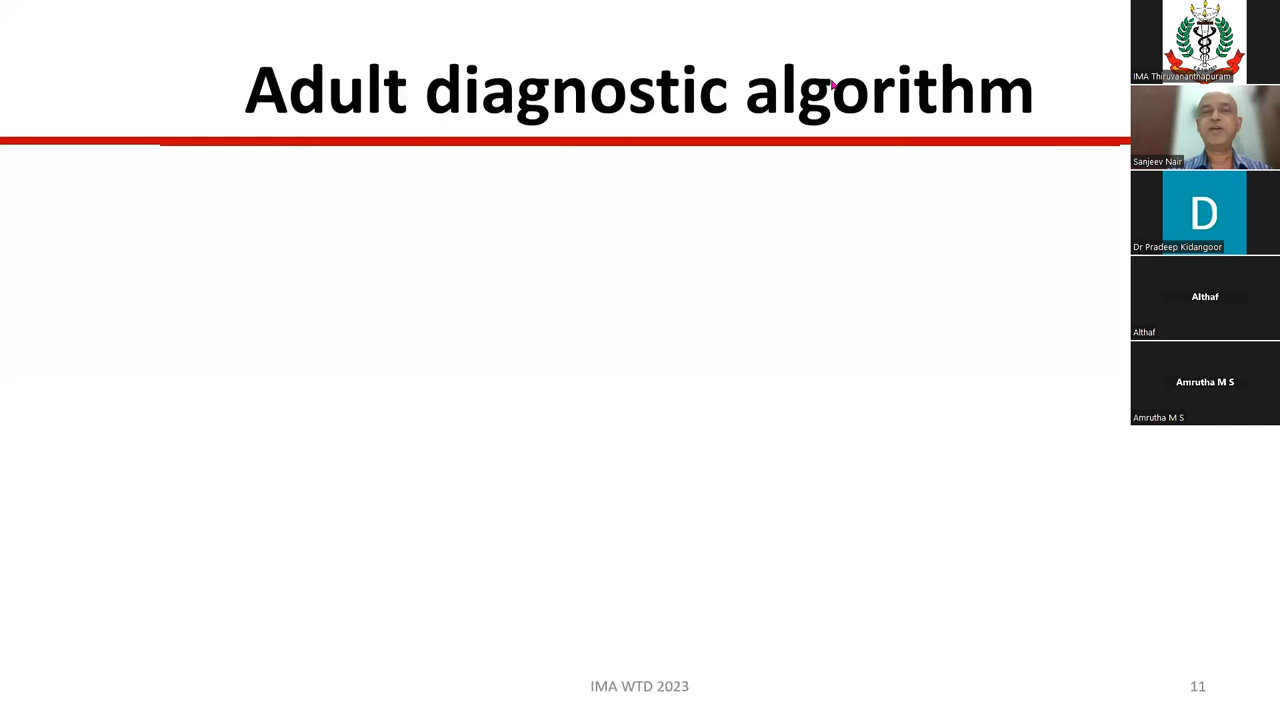 Adult diagnostic algorithm
IMA Thiruvananthapuram
Sanjeev Nair
D
Dr Pradeep Kidangoor
Althaf
Althaf
Amrutha M S
Amrutha M S
IMA WTD 2023
11